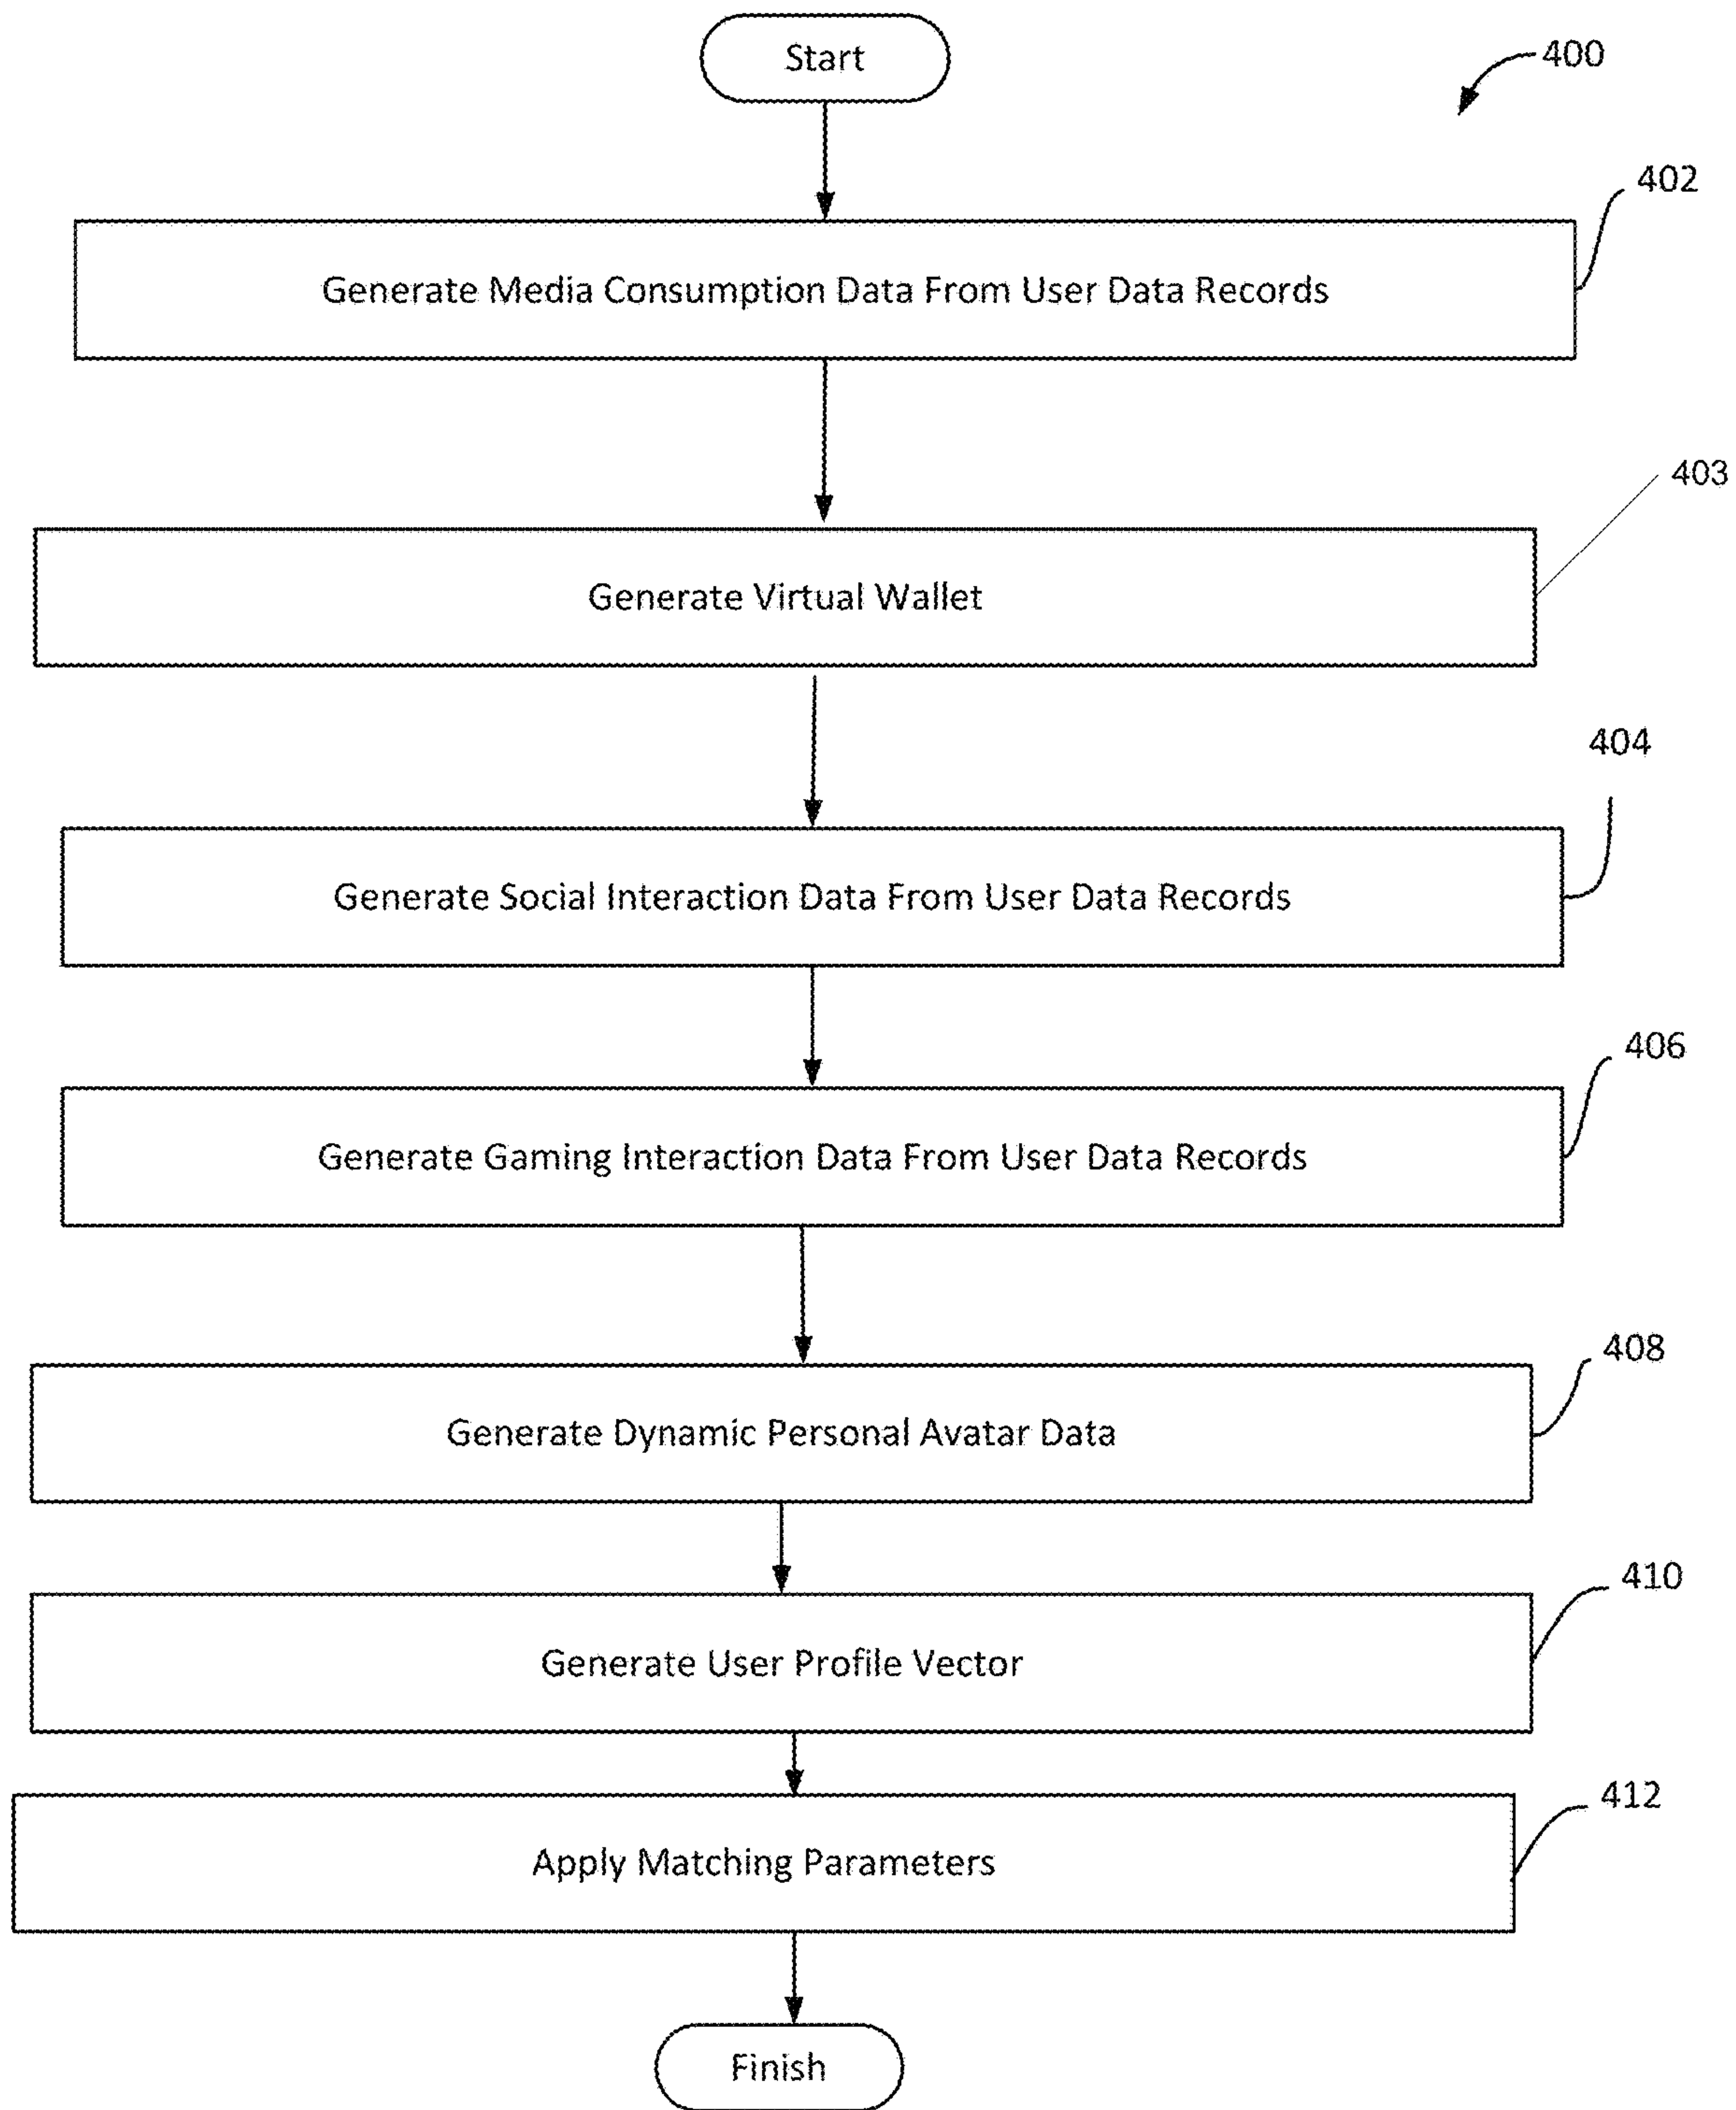 Start
400
402
Generate Media Consumption Data From User Data Records
403
Generate Virtual Wallet
404
Generate Social Interaction Data From User Data Records
406
Generate Gaming Interaction Data From User Data Records
408
Generate Dynamic Personal Avatar Data
410
Generate User Profile Vector
412
Apply Matching Parameters
Finish